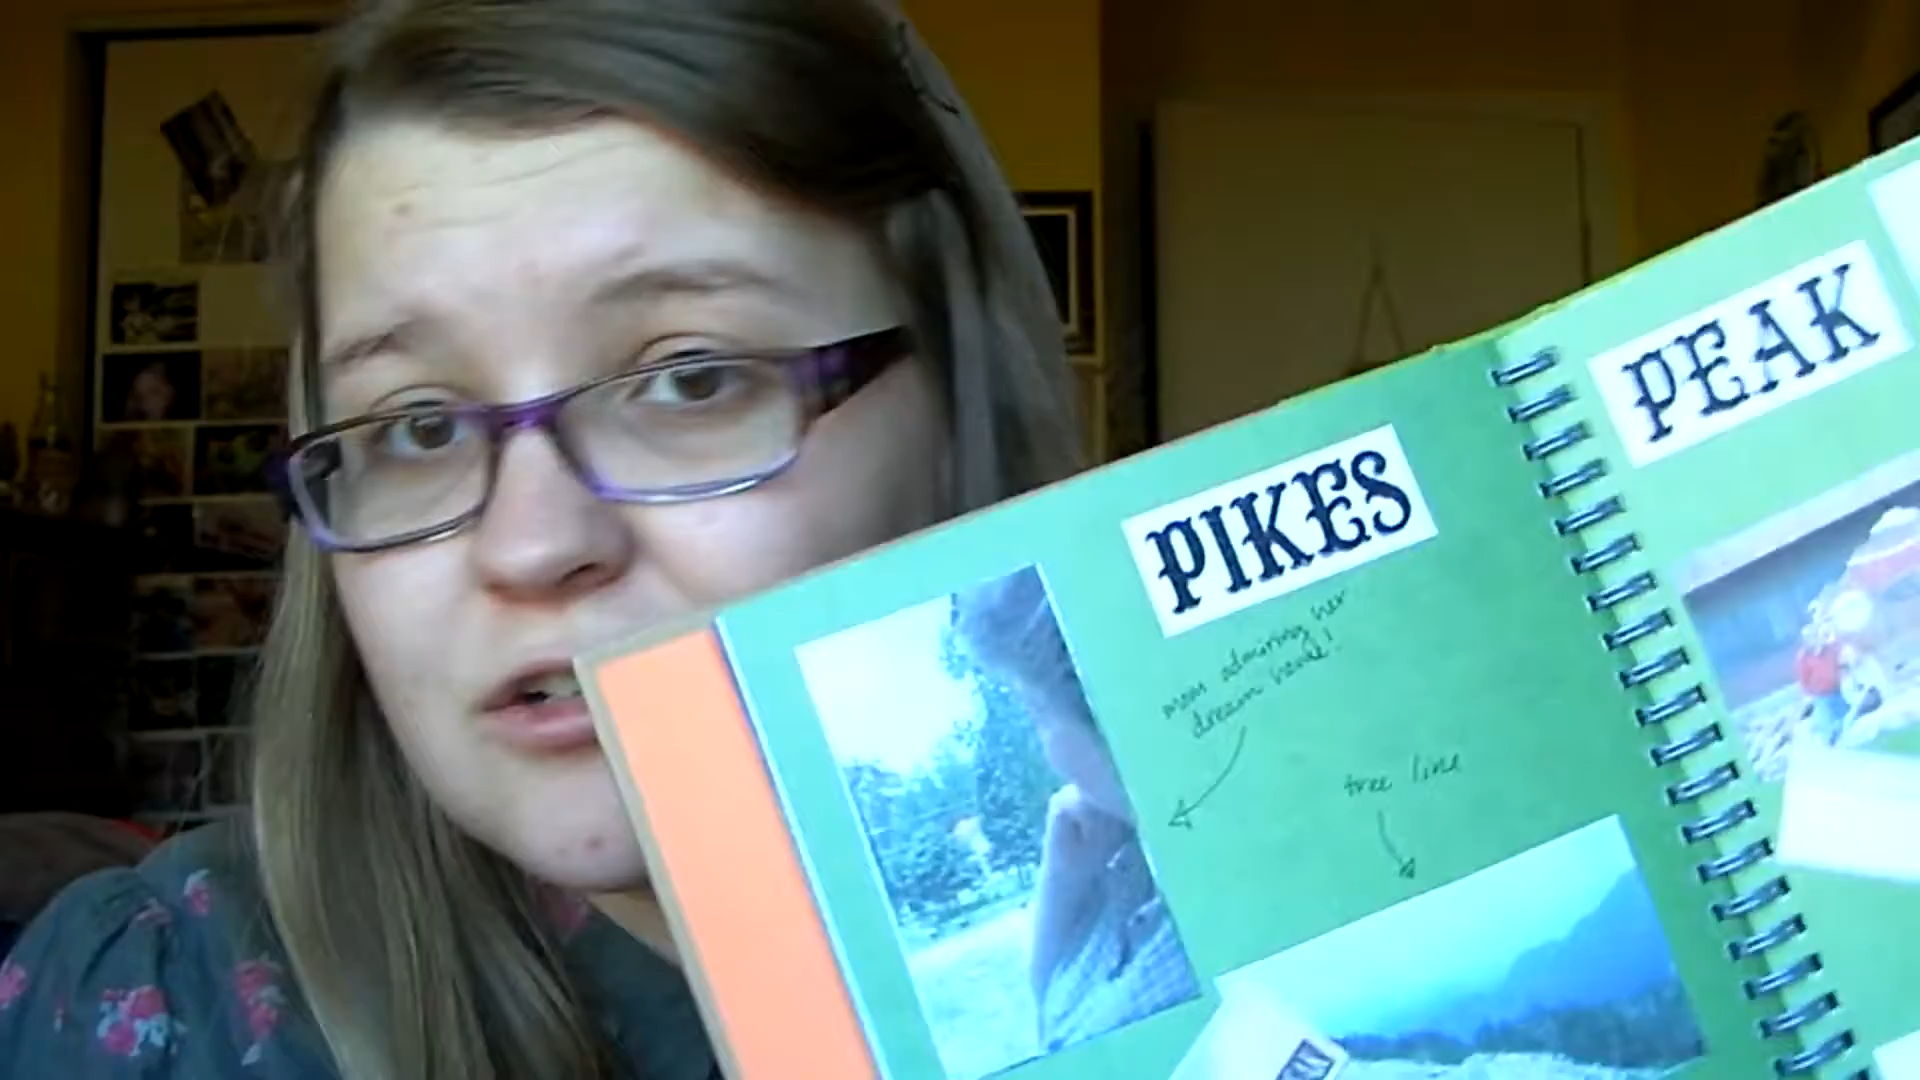 PIKES
PEAK
mom admiring her
dream house!
tree line